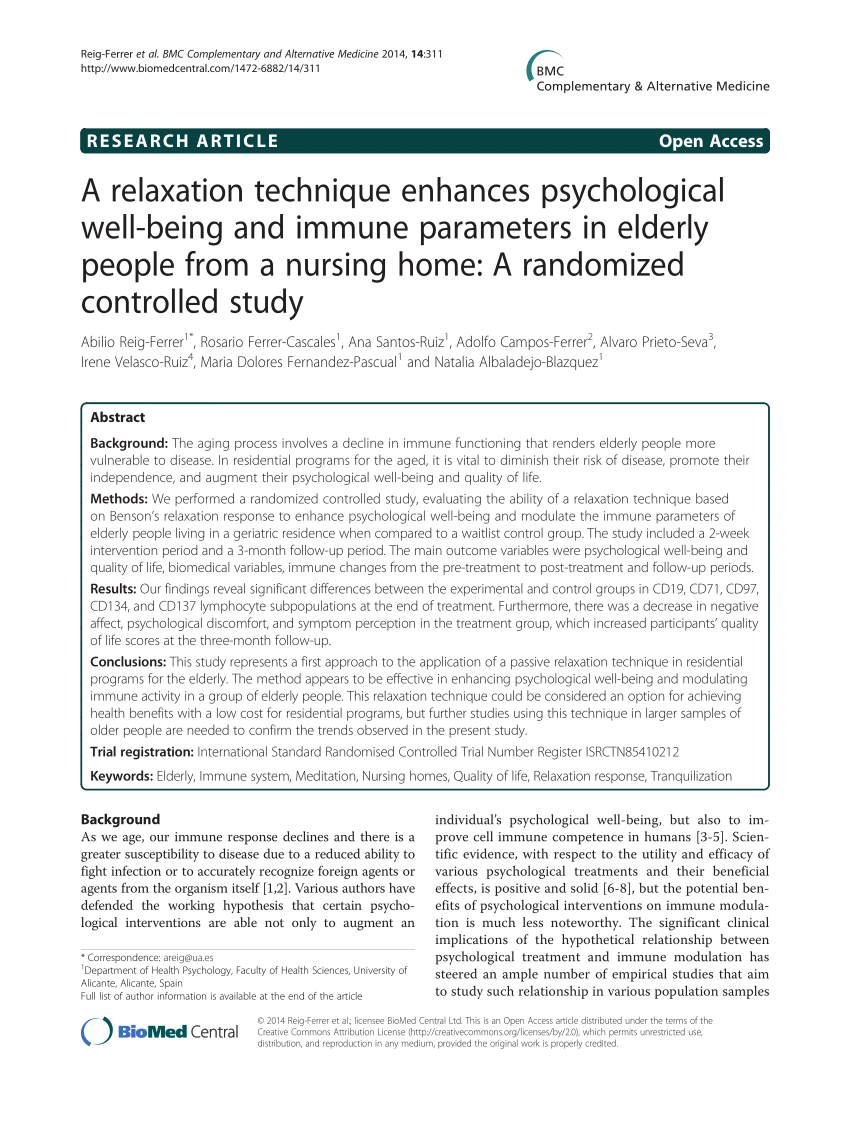 Reig-Ferrer et al. BMC Complementary and Alternative Medicine 2014, 14:311
http://www.biomedcentral.com/1472-6882/14/311
BMC
Complementary & Alternative Medicine
RESEARCH ARTICLE Open Access
A relaxation technique enhances psychological
well-being and immune parameters in elderly
people from a nursing home: A randomized
controlled study
Abilio Reig-Ferrer1*, Rosario Ferrer-Cascales1, Ana Santos-Ruiz1, Adolfo Campos-Ferrer2, Alvaro Prieto-Seva3,
Irene Velasco-Ruiz4, Maria Dolores Fernandez-Pascual1 and Natalia Albaladejo-Blazquez1
Abstract
Background: The aging process involves a decline in immune functioning that renders elderly people more
vulnerable to disease. In residential programs for the aged, it is vital to diminish their risk of disease, promote their
independence, and augment their psychological well-being and quality of life.
Methods: We performed a randomized controlled study, evaluating the ability of a relaxation technique based
on Benson's relaxation response to enhance psychological well-being and modulate the immune parameters of
elderly people living in a geriatric residence when compared to a waitlist control group. The study included a 2-week
intervention period and a 3-month follow-up period. The main outcome variables were psychological well-being and
quality of life, biomedical variables, immune changes from the pre-treatment to post-treatment and follow-up periods.
Results: Our findings reveal significant differences between the experimental and control groups in CD19, CD71, CD97,
CD134, and CD137 lymphocyte subpopulations at the end of treatment. Furthermore, there was a decrease in negative
affect, psychological discomfort, and symptom perception in the treatment group, which increased participants' quality
of life scores at the three-month follow-up.
Conclusions: This study represents a first approach to the application of a passive relaxation technique in residential
programs for the elderly. The method appears to be effective in enhancing psychological well-being and modulating
immune activity in a group of elderly people. This relaxation technique could be considered an option for achieving
health benefits with a low cost for residential programs, but further studies using this technique in larger samples of
older people are needed to confirm the trends observed in the present study.
Trial registration: International Standard Randomised Controlled Trial Number Register ISRCTN85410212
Keywords: Elderly, Immune system, Meditation, Nursing homes, Quality of life, Relaxation response, Tranquilization
Background
As we age, our immune response declines and there is a
greater susceptibility to disease due to a reduced ability to
fight infection or to accurately recognize foreign agents or
agents from the organism itself [1,2]. Various authors have
defended the working hypothesis that certain psycho-
logical interventions are able not only to augment an
individual's psychological well-being, but also to im-
prove cell immune competence in humans [3-5]. Scien-
tific evidence, with respect to the utility and efficacy of
various psychological treatments and their beneficial
effects, is positive and solid [6-8], but the potential ben-
efits of psychological interventions on immune modula-
tion is much less noteworthy. The significant clinical
implications of the hypothetical relationship between
psychological treatment and immune modulation has
steered an ample number of empirical studies that aim
to study such relationship in various population samples
* Correspondence: areig@ua.es
1Department of Health Psychology, Faculty of Health Sciences, University of
Alicante, Alicante, Spain
Full list of author information is available at the end of the article
BioMed Central
© 2014 Reig-Ferrer et al.; licensee BioMed Central Ltd. This is an Open Access article distributed under the terms of the
Creative Commons Attribution License (http://creativecommons.org/licenses/by/2.0), which permits unrestricted use,
distribution, and reproduction in any medium, provided the original work is properly credited.